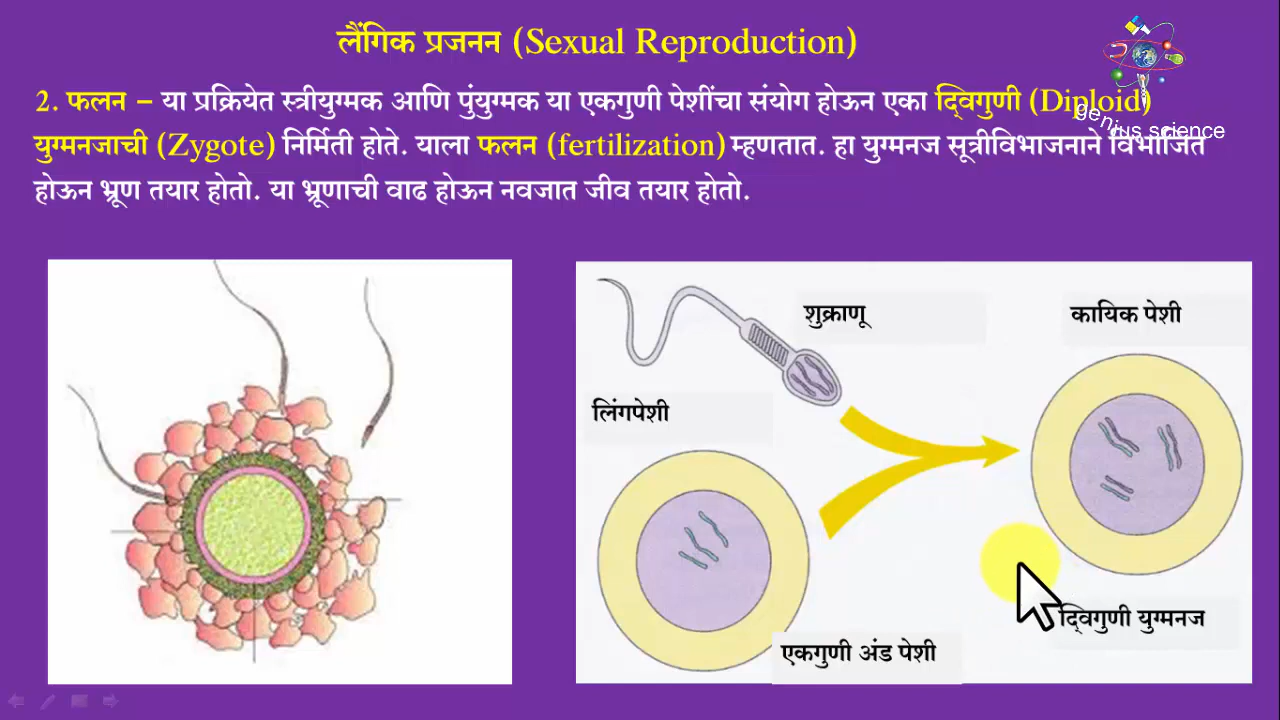 लैंगिक प्रजनन (Sexual Reproduction)
2. फलन – या प्रक्रियेत स्त्रीयुग्मक आणि पुंयुग्मक या एकगुणी पेशींचा संयोग होऊन एका द्विगुणी (Diploid)
युग्मनजाची (Zygote) निर्मिती होते. याला फलन (fertilization) म्हणतात. हा युग्मनज सूत्रीविभाजनाने विभाजित
होऊन भ्रूण तयार होतो. या भ्रूणाची वाढ होऊन नवजात जीव तयार होतो.
genius science
शुक्राणू
कायिक पेशी
लिंगपेशी
द्विगुणी युग्मनज
एकगुणी अंड पेशी